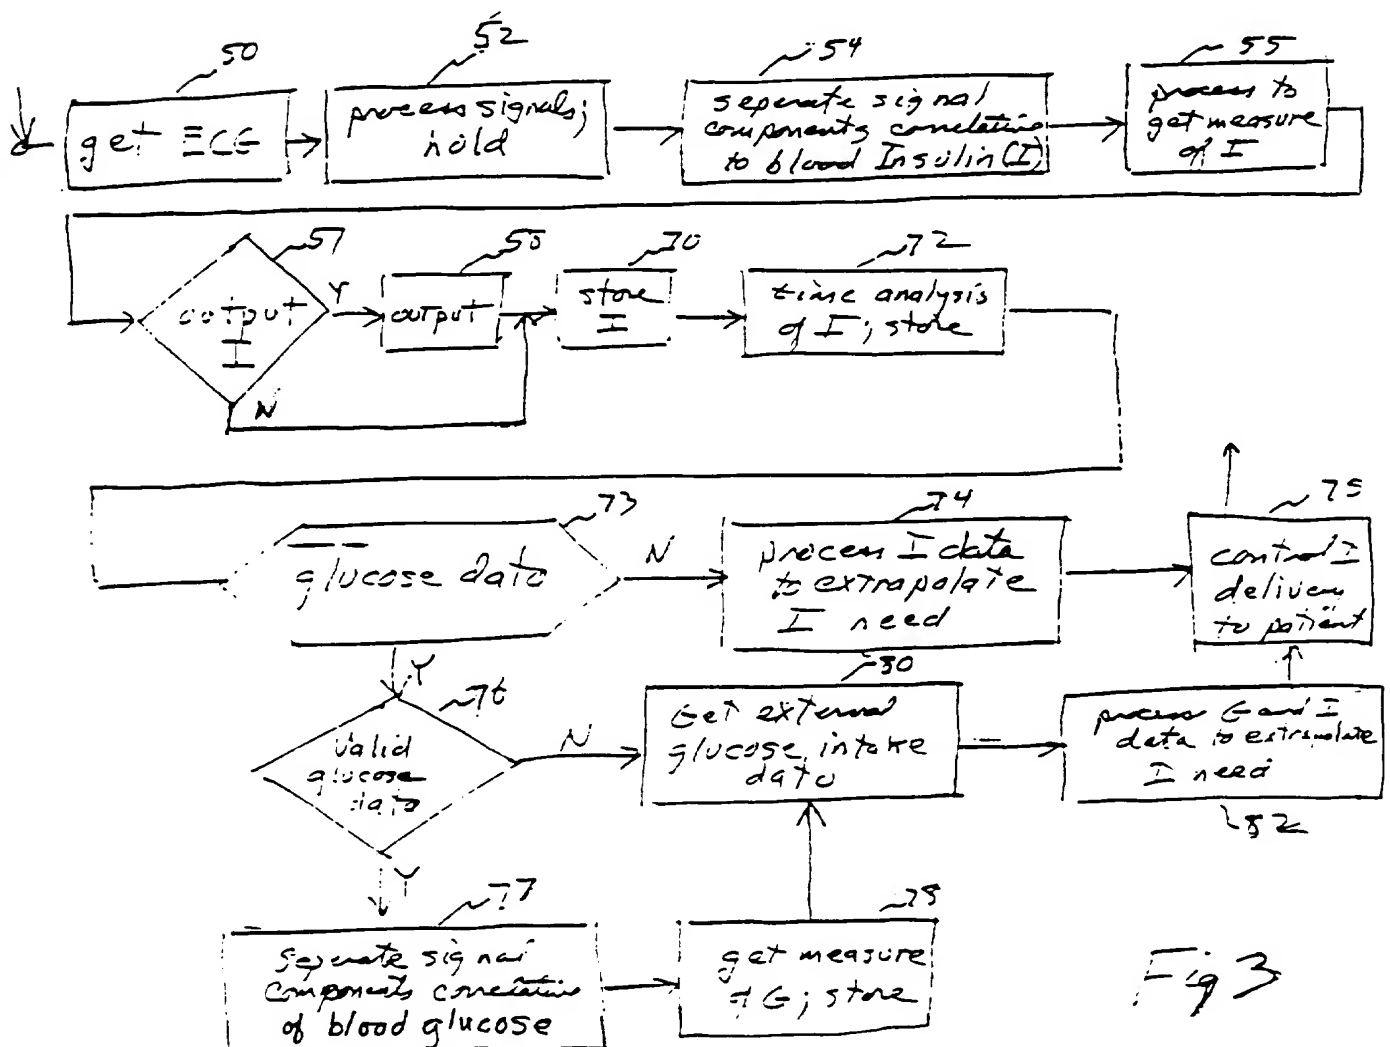 50
get ECG
52
process signals;
hold
54
seperate signal
components correlative
to blood Insulin (I)
55
process to
get measure
of I
57
output
I
Y
N
58
output
70
store
I
72
time analysis
of I; store
73
glucose data
N
Y
74
process I data
to extrapolate
I need
75
control I
delivery
to patient
76
valid
glucose
data
N
Y
80
Get external
glucose intake
data
82
process G and I
data to extrapolate
I need
77
seperate signal
components correlative
of blood glucose
78
get measure
of G; store
Fig 3